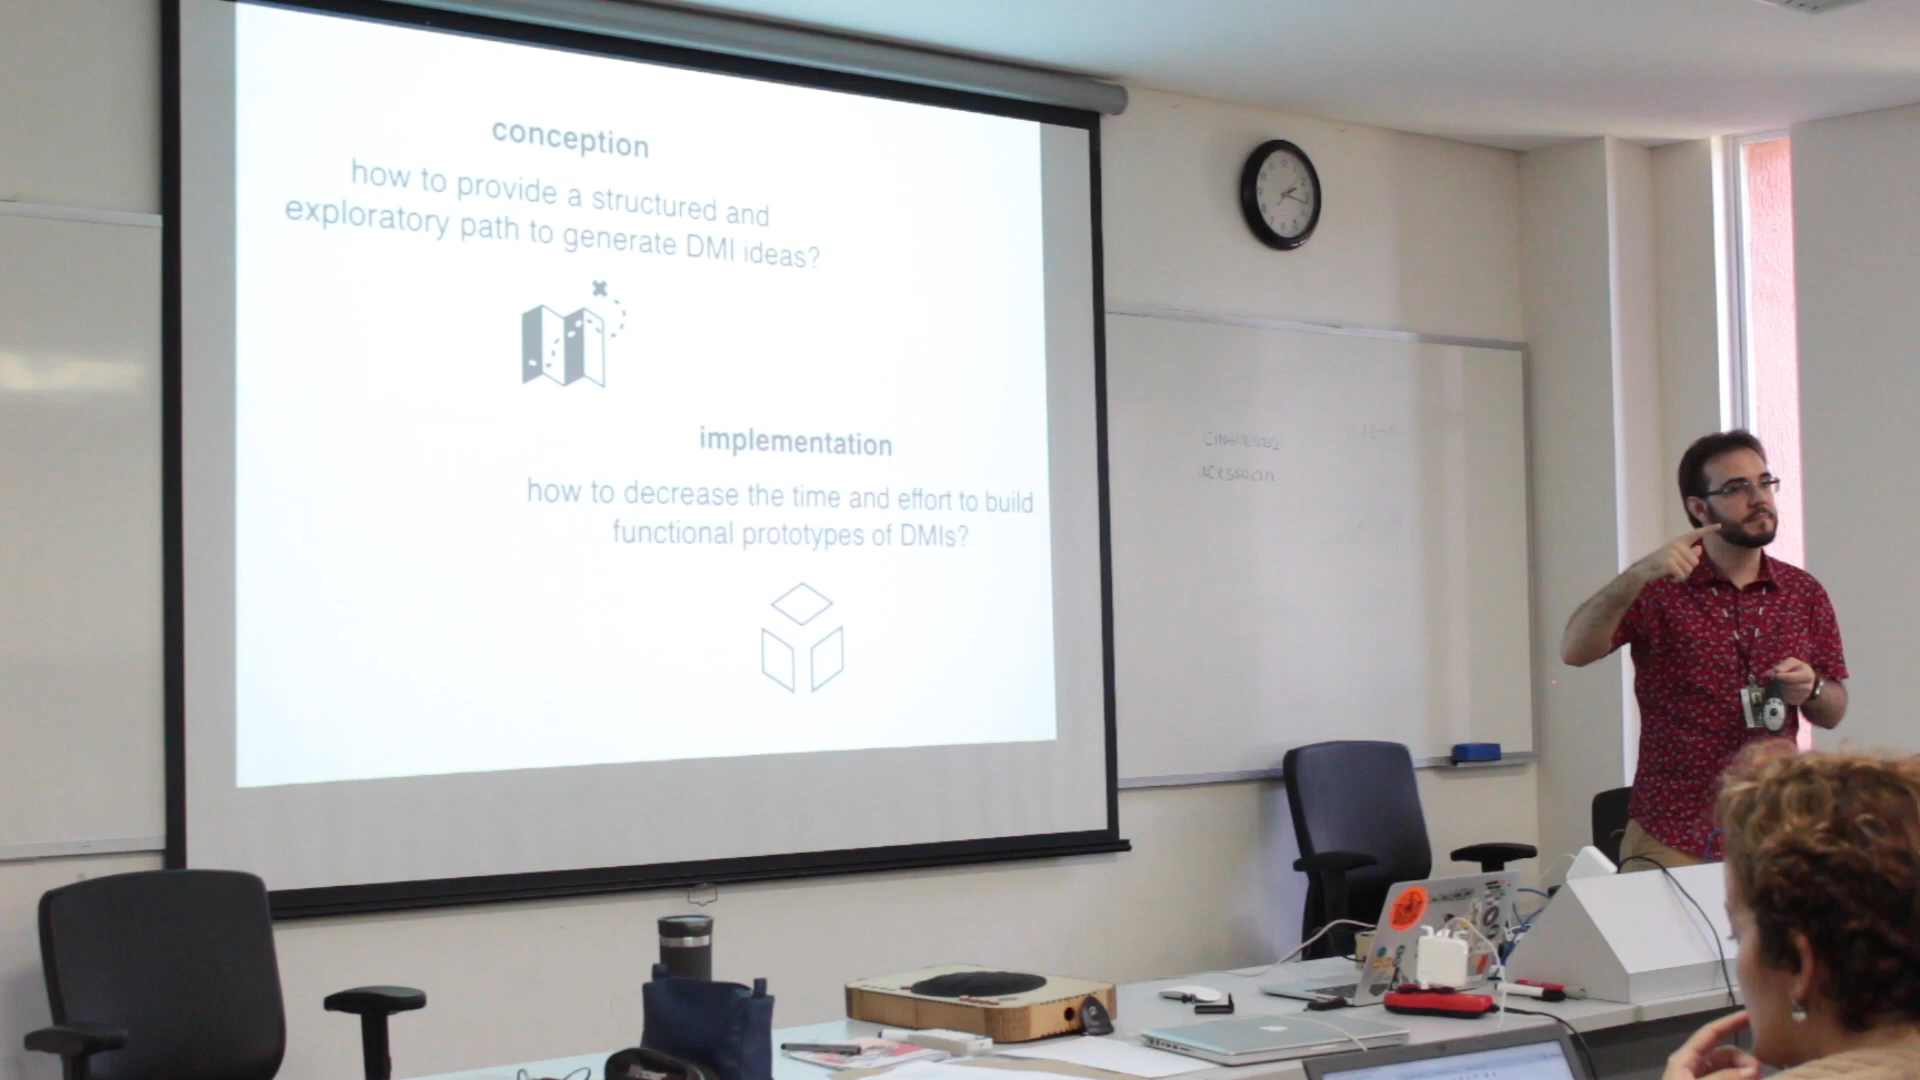 conception
how to provide a structured and
exploratory path to generate DMI ideas?
implementation
how to decrease the time and effort to build
functional prototypes of DMIs?
acessocin